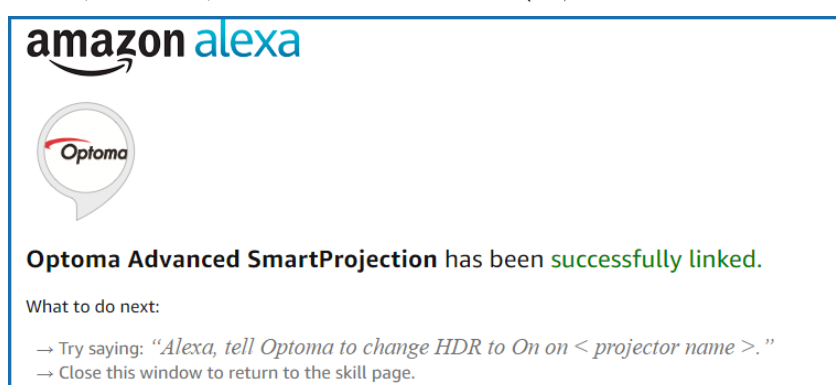 amazon alexa
Optoma
Optoma Advanced SmartProjection has been successfully linked.
What to do next:
→ Try saying: “Alexa, tell Optoma to change HDR to On on < projector name >.”
→ Close this window to return to the skill page.